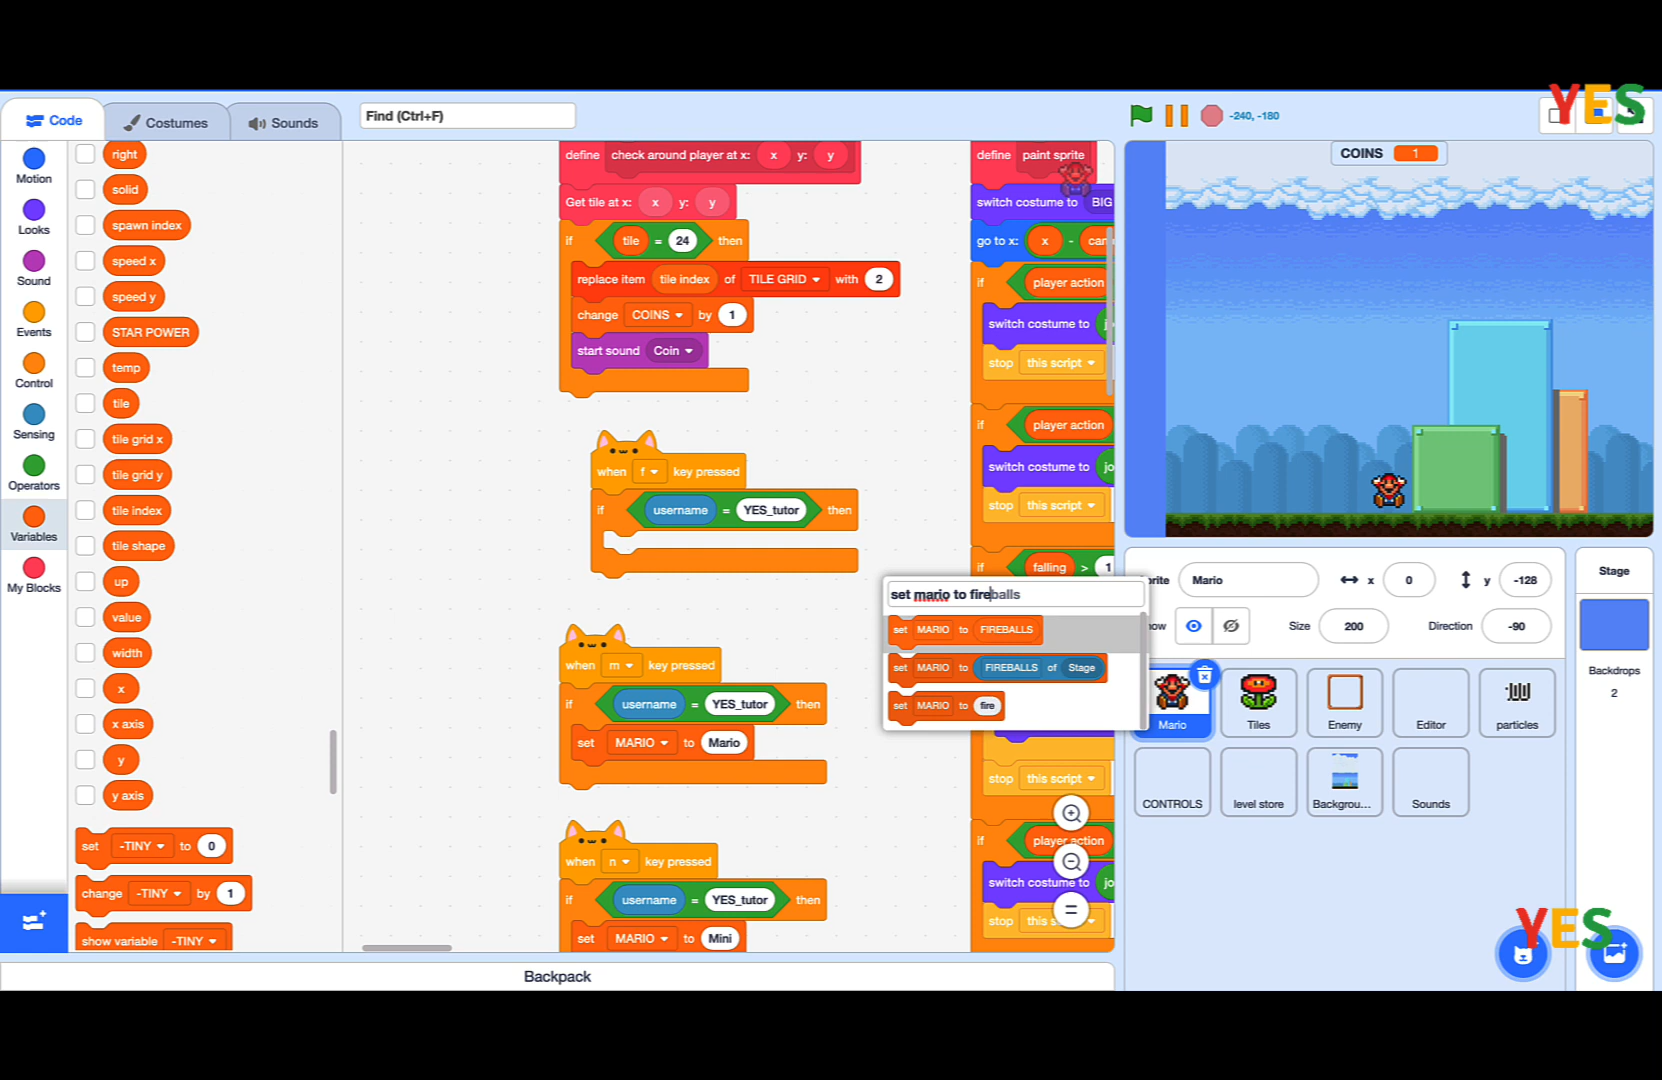 YES
Code
Costumes
Sounds
Find (Ctrl+F)
-240, -180
Motion
Looks
Sound
Events
Control
Sensing
Operators
Variables
My Blocks
right
solid
spawn index
speed x
speed y
STAR POWER
temp
tile
tile grid x
tile grid y
tile index
tile shape
up
value
width
x
x axis
y
y axis
set -TINY to 0
change -TINY by 1
show variable -TINY
define check around player at x: x y: y
Get tile at x: x y: y
if tile = 24 then
replace item tile index of TILE GRID with 2
change COINS by 1
start sound Coin
when f key pressed
if username = YES_tutor then
when m key pressed
if username = YES_tutor then
set MARIO to Mario
when n key pressed
if username = YES_tutor then
set MARIO to Mini
define paint sprite
switch costume to BIG
go to x: x - cam
if player action
switch costume to jo
stop this script
if player action
switch costume to jo
stop this script
if falling > 1
set mario to fireballs
set MARIO to FIREBALLS
set MARIO to FIREBALLS of Stage
set MARIO to fire
stop this script
if player action
switch costume to jo
stop this s
COINS 1
Mario
x 0
y -128
Size 200
Direction -90
Stage
Backdrops
2
Mario
Tiles
Enemy
Editor
particles
CONTROLS
level store
Backgrou...
Sounds
YES
Backpack